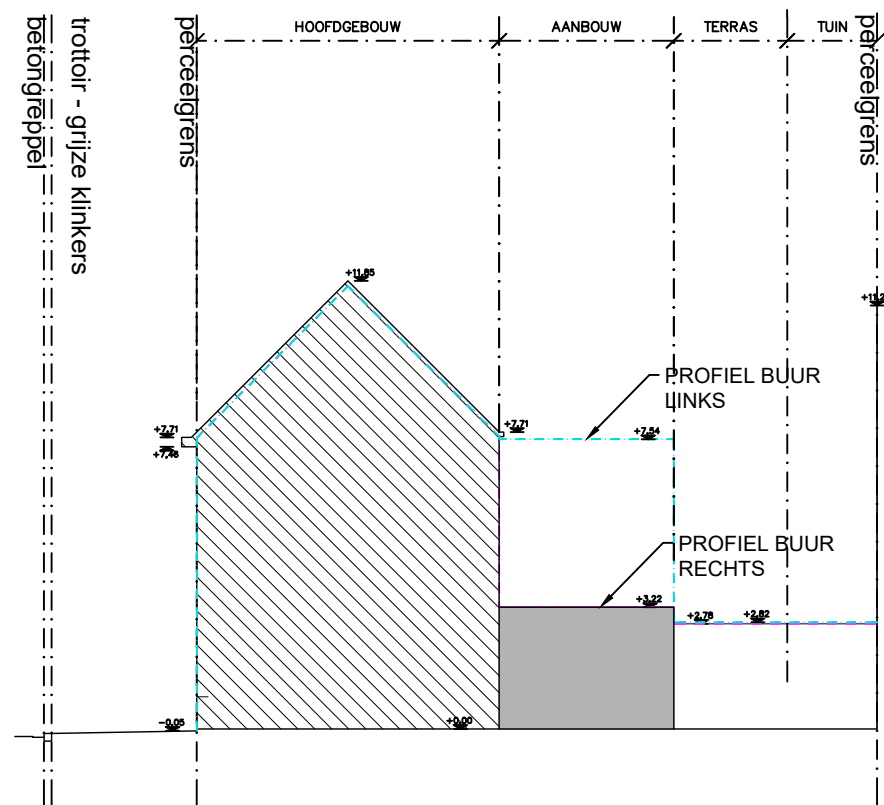 HOOFDGEBOUW
AANBOUW
TERRAS
TUIN
betongreppel
trottoir - grijze klinkers
perceelgrens
perceelgrens
+11,85
+7,71
+7,46
+7,71
+7,54
PROFIEL BUUR
LINKS
PROFIEL BUUR
RECHTS
+3,22
+2,78
+2,82
-0,05
+0,00